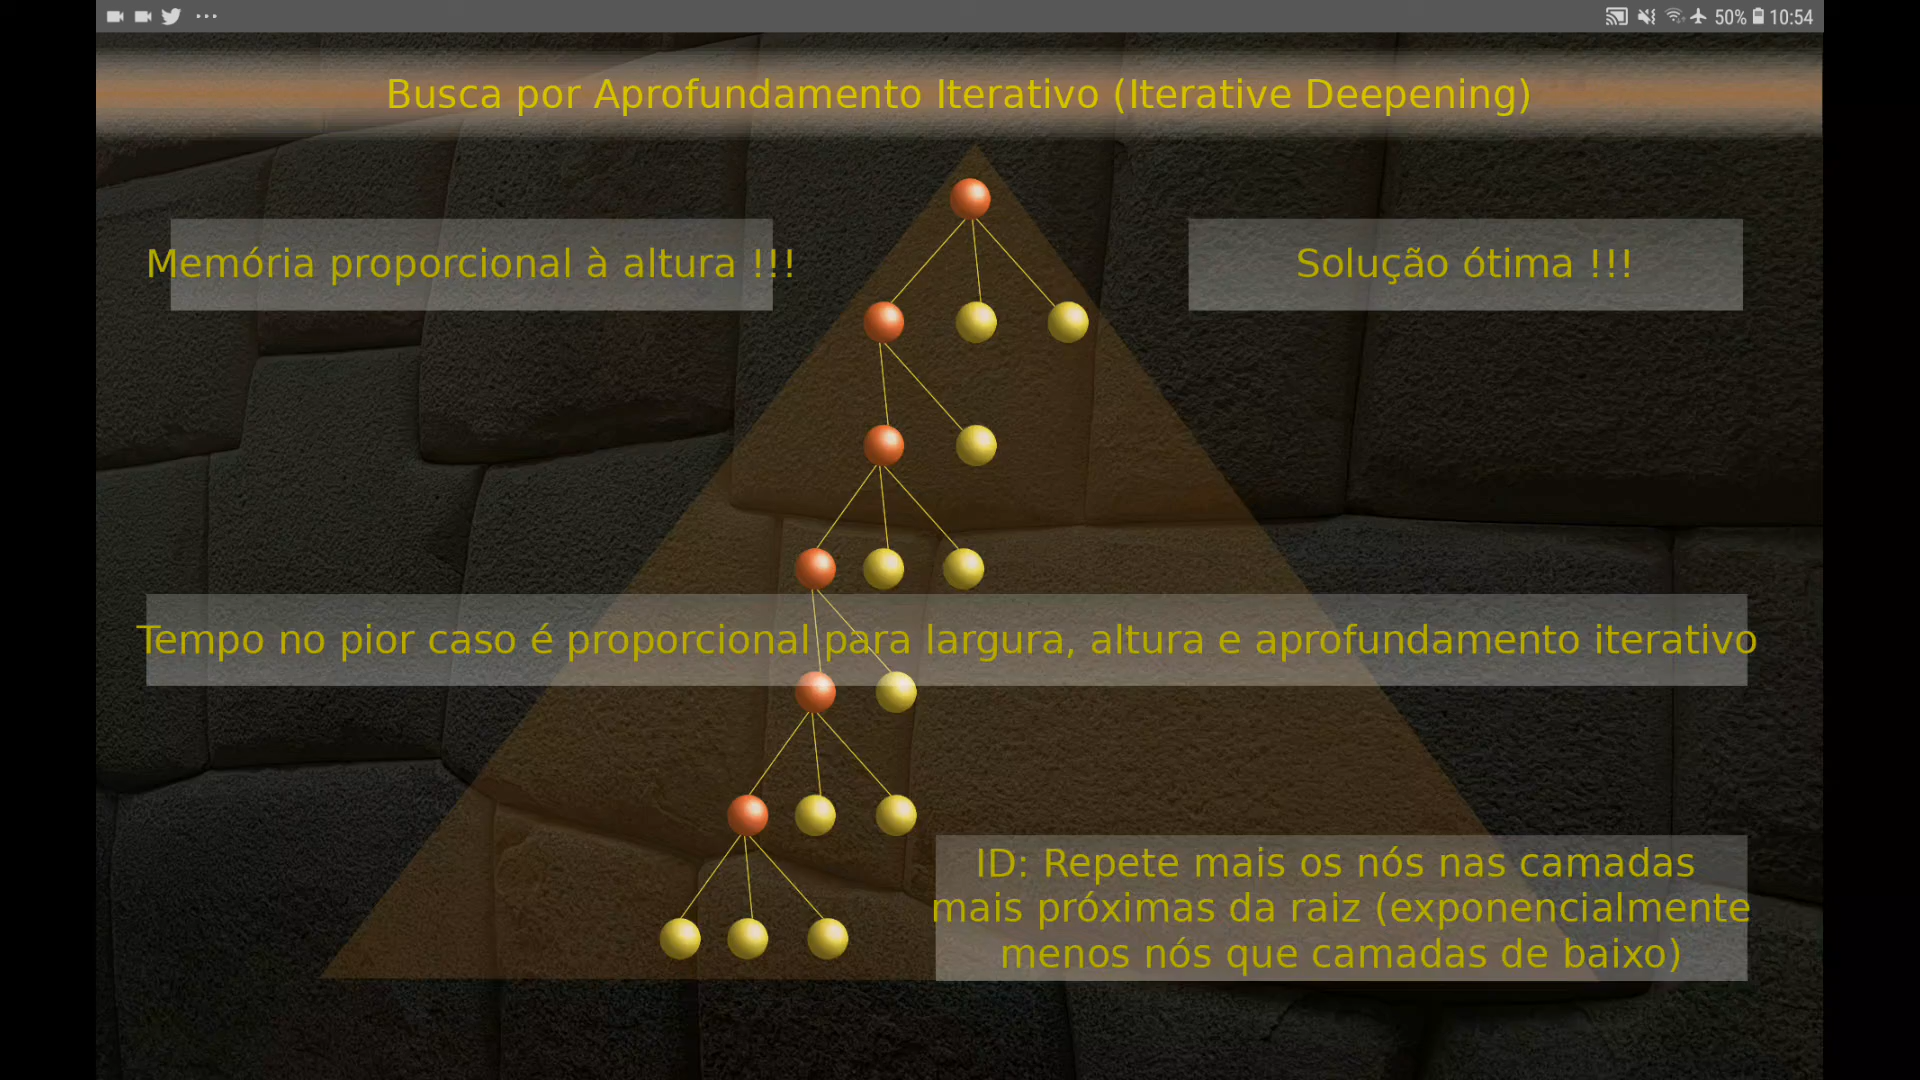 50% 10:54
Busca por Aprofundamento Iterativo (Iterative Deepening)
Memória proporcional à altura !!!
Solução ótima !!!
Tempo no pior caso é proporcional para largura, altura e aprofundamento iterativo
ID: Repete mais os nós nas camadas
mais próximas da raiz (exponencialmente
menos nós que camadas de baixo)